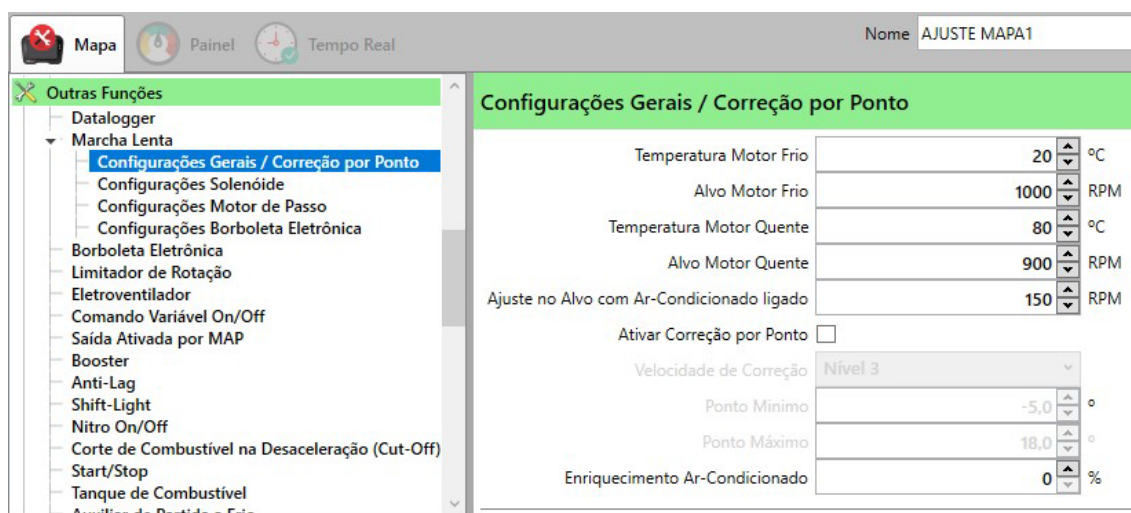 Mapa
Painel
Tempo Real
Nome AJUSTE MAPA1
Outras Funções
Datalogger
Marcha Lenta
Configurações Gerais / Correção por Ponto
Configurações Solenóide
Configurações Motor de Passo
Configurações Borboleta Eletrônica
Borboleta Eletrônica
Limitador de Rotação
Eletroventilador
Comando Variável On/Off
Saída Ativada por MAP
Booster
Anti-Lag
Shift-Light
Nitro On/Off
Corte de Combustível na Desaceleração (Cut-Off)
Start/Stop
Tanque de Combustível
Configurações Gerais / Correção por Ponto
Temperatura Motor Frio 20 ºC
Alvo Motor Frio 1000 RPM
Temperatura Motor Quente 80 ºC
Alvo Motor Quente 900 RPM
Ajuste no Alvo com Ar-Condicionado ligado 150 RPM
Ativar Correção por Ponto
Velocidade de Correção Nível 3
Ponto Minimo -5,0 º
Ponto Máximo 18,0 º
Enriquecimento Ar-Condicionado 0 %